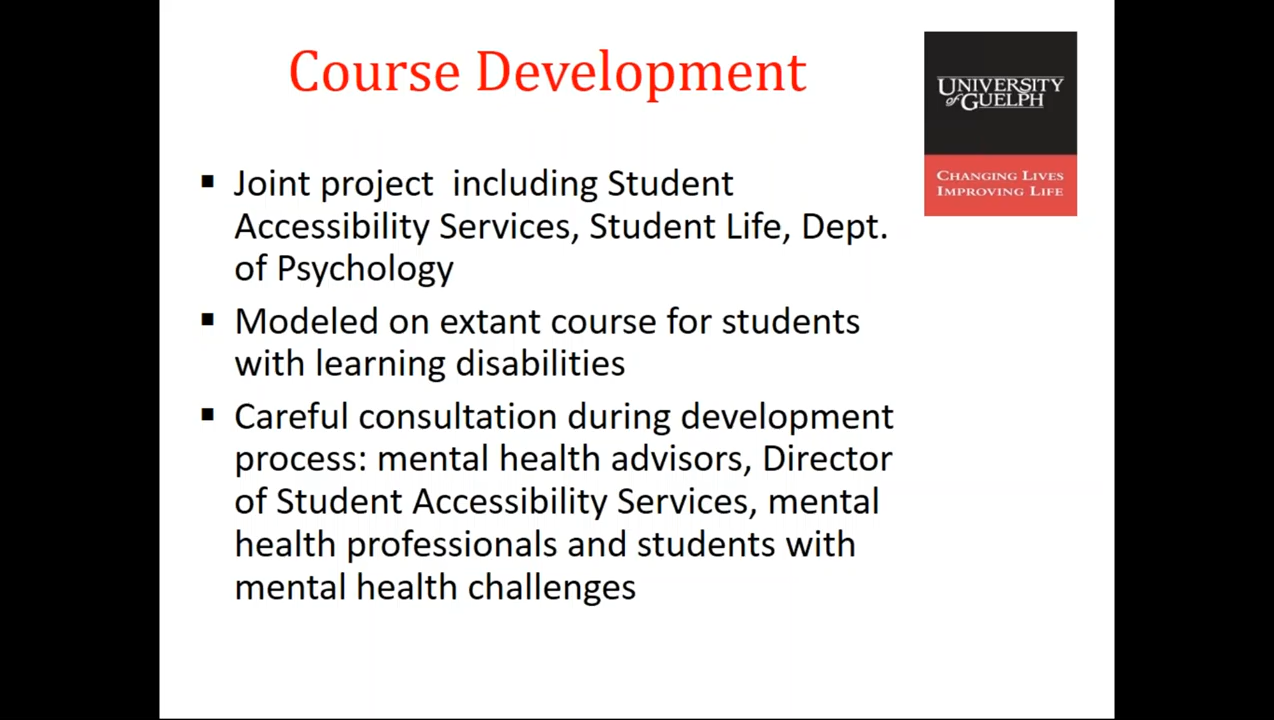 Course Development
UNIVERSITY
of GUELPH
CHANGING LIVES
IMPROVING LIFE
▪ Joint project  including Student
Accessibility Services, Student Life, Dept.
of Psychology
▪ Modeled on extant course for students
with learning disabilities
▪ Careful consultation during development
process: mental health advisors, Director
of Student Accessibility Services, mental
health professionals and students with
mental health challenges